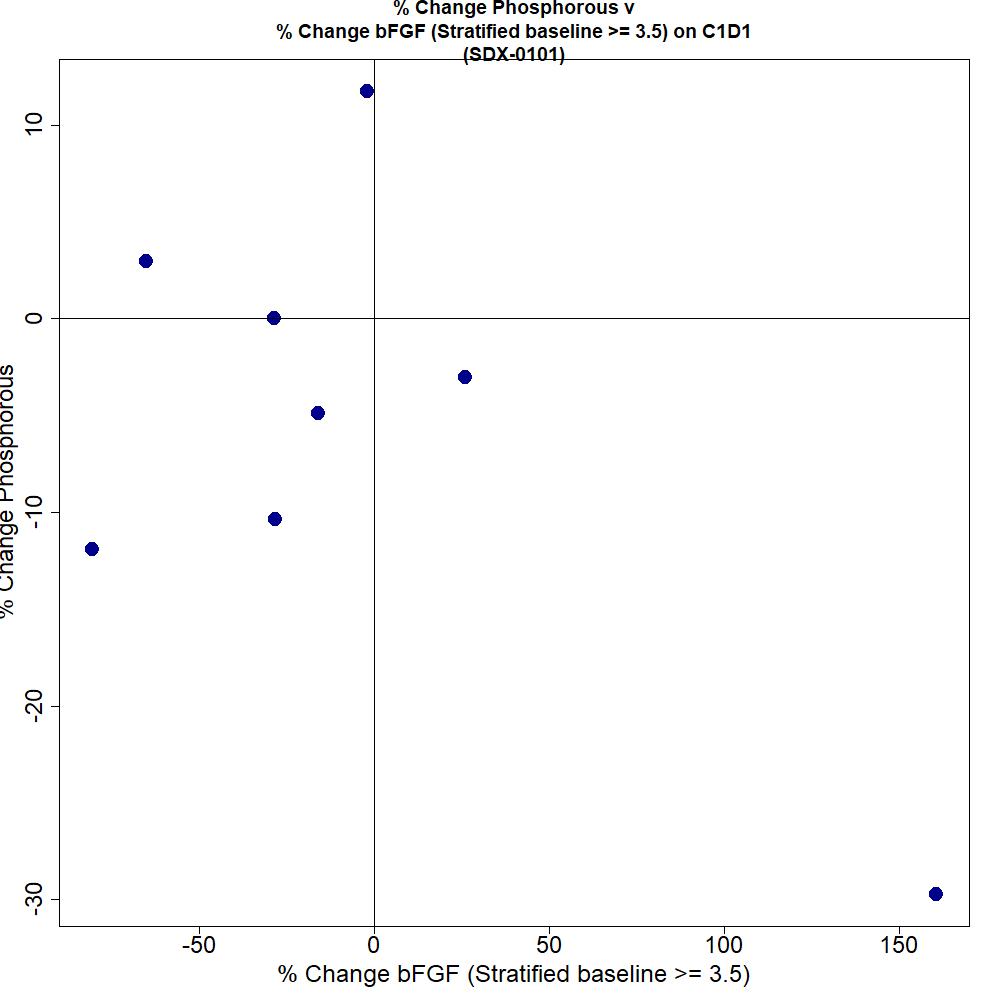 % Change Phosphorous v
% Change bFGF (Stratified baseline >= 3.5) on C1D1
(SDX-0101)
% Change Phosphorous
10
0
-10
-20
-30
-50
0
50
100
150
% Change bFGF (Stratified baseline >= 3.5)